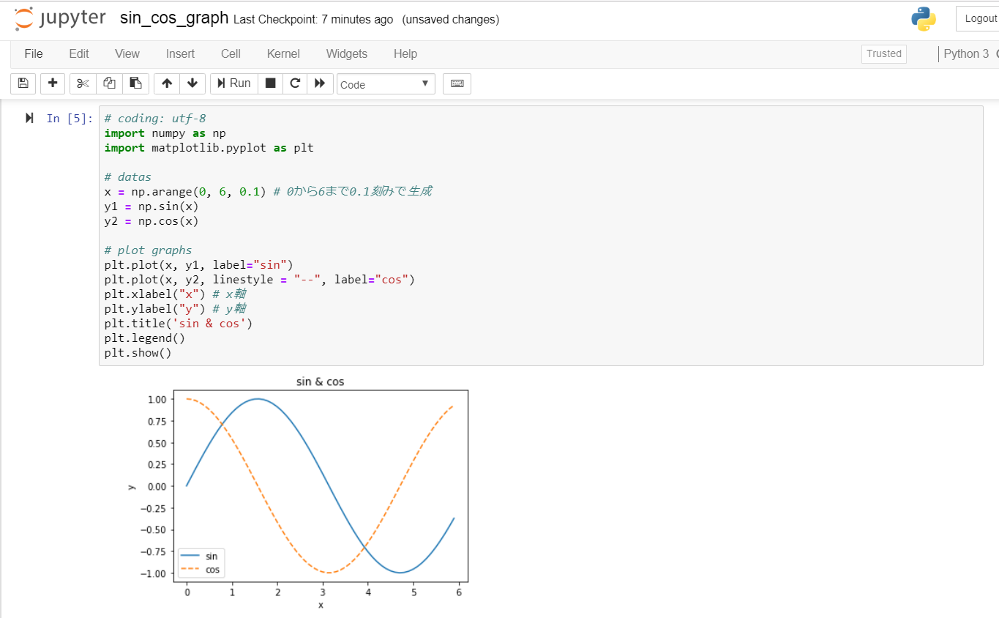 jupyter sin_cos_graph Last Checkpoint: 7 minutes ago (unsaved changes) Logout
File Edit View Insert Cell Kernel Widgets Help Trusted Python 3
Run Code
In [5]:
# coding: utf-8
import numpy as np
import matplotlib.pyplot as plt
# datas
x = np.arange(0, 6, 0.1) # 0から6まで0.1刻みで生成
y1 = np.sin(x)
y2 = np.cos(x)
# plot graphs
plt.plot(x, y1, label="sin")
plt.plot(x, y2, linestyle = "--", label="cos")
plt.xlabel("x") # x軸
plt.ylabel("y") # y軸
plt.title('sin & cos')
plt.legend()
plt.show()
sin & cos
1.00
0.75
0.50
0.25
0.00
−0.25
−0.50
−0.75
−1.00
y
sin
cos
0 1 2 3 4 5 6
x